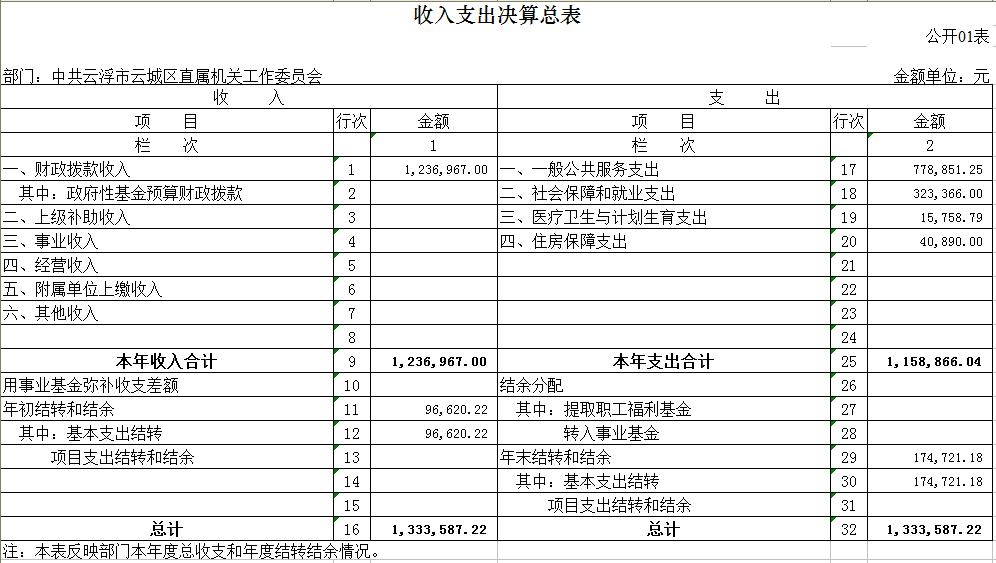 收入支出决算总表
公开01表
部门：中共云浮市云城区直属机关工作委员会 金额单位：元
收 入 支 出
项 目 行次 金额 项 目 行次 金额
栏 次 1 栏 次 2
一、财政拨款收入 1 1,236,967.00 一、一般公共服务支出 17 778,851.25
其中：政府性基金预算财政拨款 2 二、社会保障和就业支出 18 323,366.00
二、上级补助收入 3 三、医疗卫生与计划生育支出 19 15,758.79
三、事业收入 4 四、住房保障支出 20 40,890.00
四、经营收入 5 21
五、附属单位上缴收入 6 22
六、其他收入 7 23
8 24
本年收入合计 9 1,236,967.00 本年支出合计 25 1,158,866.04
用事业基金弥补收支差额 10 结余分配 26
年初结转和结余 11 96,620.22 其中：提取职工福利基金 27
其中：基本支出结转 12 96,620.22 转入事业基金 28
项目支出结转和结余 13 年末结转和结余 29 174,721.18
14 其中：基本支出结转 30 174,721.18
15 项目支出结转和结余 31
总计 16 1,333,587.22 总计 32 1,333,587.22
注：本表反映部门本年度总收支和年度结转结余情况。